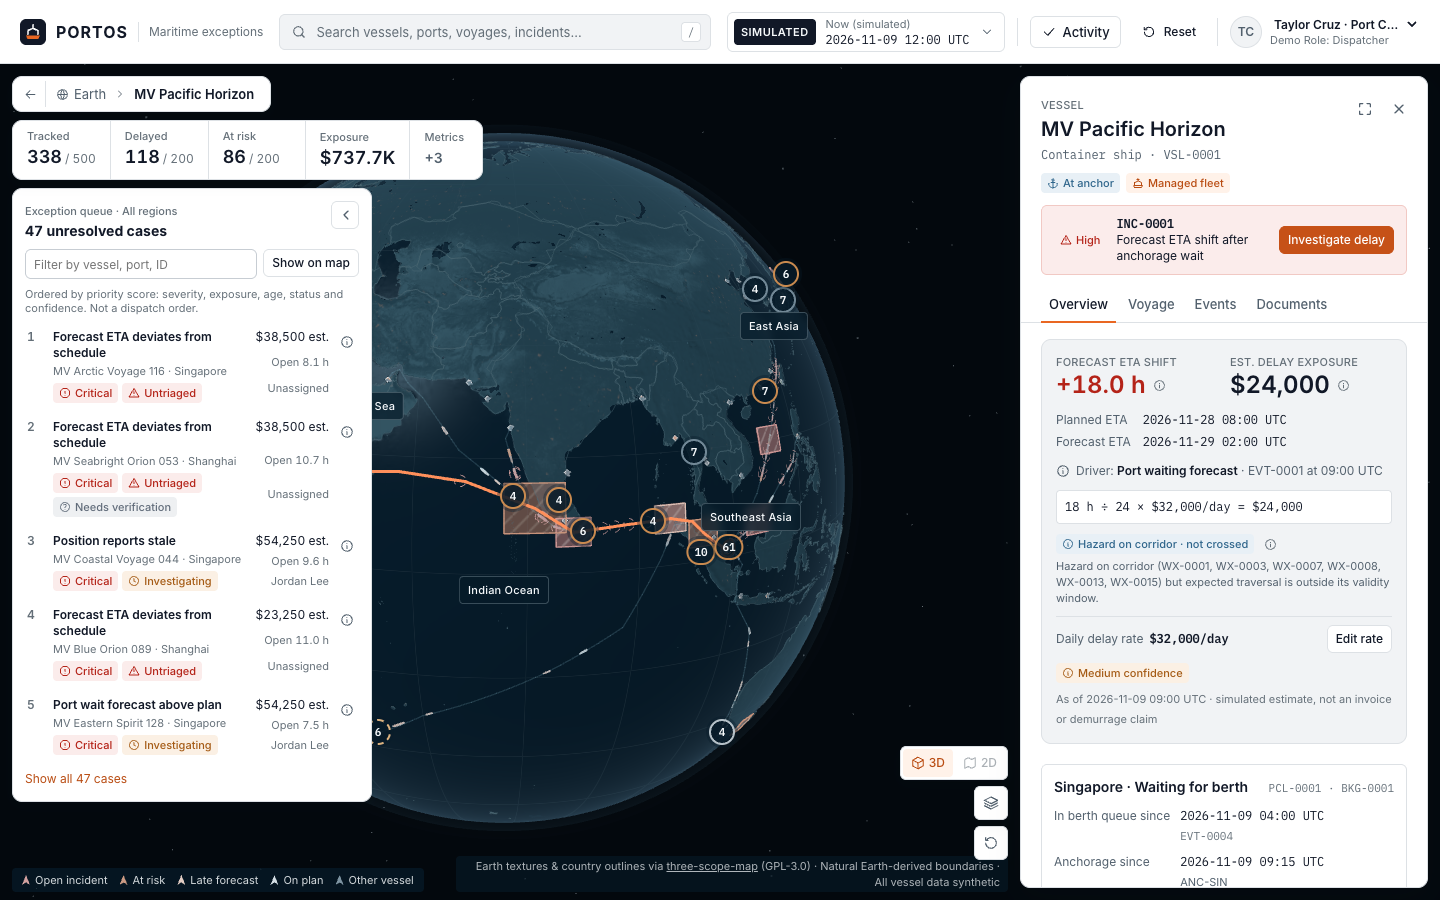 PORTOS
Maritime exceptions
Search vessels, ports, voyages, incidents...
/
SIMULATED
Now (simulated)
2026-11-09 12:00 UTC
Activity
Reset
TC
Taylor Cruz · Port C...
Demo Role: Dispatcher
Earth
MV Pacific Horizon
Tracked
338 / 500
Delayed
118 / 200
At risk
86 / 200
Exposure
$737.7K
Metrics
+3
Exception queue · All regions
47 unresolved cases
Filter by vessel, port, ID
Show on map
Ordered by priority score: severity, exposure, age, status and
confidence. Not a dispatch order.
1
Forecast ETA deviates from
schedule
$38,500 est.
MV Arctic Voyage 116 · Singapore
Open 8.1 h
Critical
Untriaged
Unassigned
2
Forecast ETA deviates from
schedule
$38,500 est.
MV Seabright Orion 053 · Shanghai
Open 10.7 h
Critical
Untriaged
Unassigned
Needs verification
3
Position reports stale
$54,250 est.
MV Coastal Voyage 044 · Singapore
Open 9.6 h
Critical
Investigating
Jordan Lee
4
Forecast ETA deviates from
schedule
$23,250 est.
MV Blue Orion 089 · Shanghai
Open 11.0 h
Critical
Untriaged
Unassigned
5
Port wait forecast above plan
$54,250 est.
MV Eastern Spirit 128 · Singapore
Open 7.5 h
Critical
Investigating
Jordan Lee
Show all 47 cases
6
4
7
East Asia
7
Sea
7
4
4
6
4
Southeast Asia
10
61
Indian Ocean
6
4
3D
2D
Open incident
At risk
Late forecast
On plan
Other vessel
Earth textures & country outlines via three-scope-map (GPL-3.0) · Natural Earth-derived boundaries ·
All vessel data synthetic
VESSEL
MV Pacific Horizon
Container ship · VSL-0001
At anchor
Managed fleet
High
INC-0001
Forecast ETA shift after
anchorage wait
Investigate delay
Overview
Voyage
Events
Documents
FORECAST ETA SHIFT
+18.0 h
EST. DELAY EXPOSURE
$24,000
Planned ETA 2026-11-28 08:00 UTC
Forecast ETA 2026-11-29 02:00 UTC
Driver: Port waiting forecast · EVT-0001 at 09:00 UTC
18 h ÷ 24 × $32,000/day = $24,000
Hazard on corridor · not crossed
Hazard on corridor (WX-0001, WX-0003, WX-0007, WX-0008,
WX-0013, WX-0015) but expected traversal is outside its validity
window.
Daily delay rate $32,000/day
Edit rate
Medium confidence
As of 2026-11-09 09:00 UTC · simulated estimate, not an invoice
or demurrage claim
Singapore · Waiting for berth
PCL-0001 · BKG-0001
In berth queue since 2026-11-09 04:00 UTC
EVT-0004
Anchorage since 2026-11-09 09:15 UTC
ANC-SIN